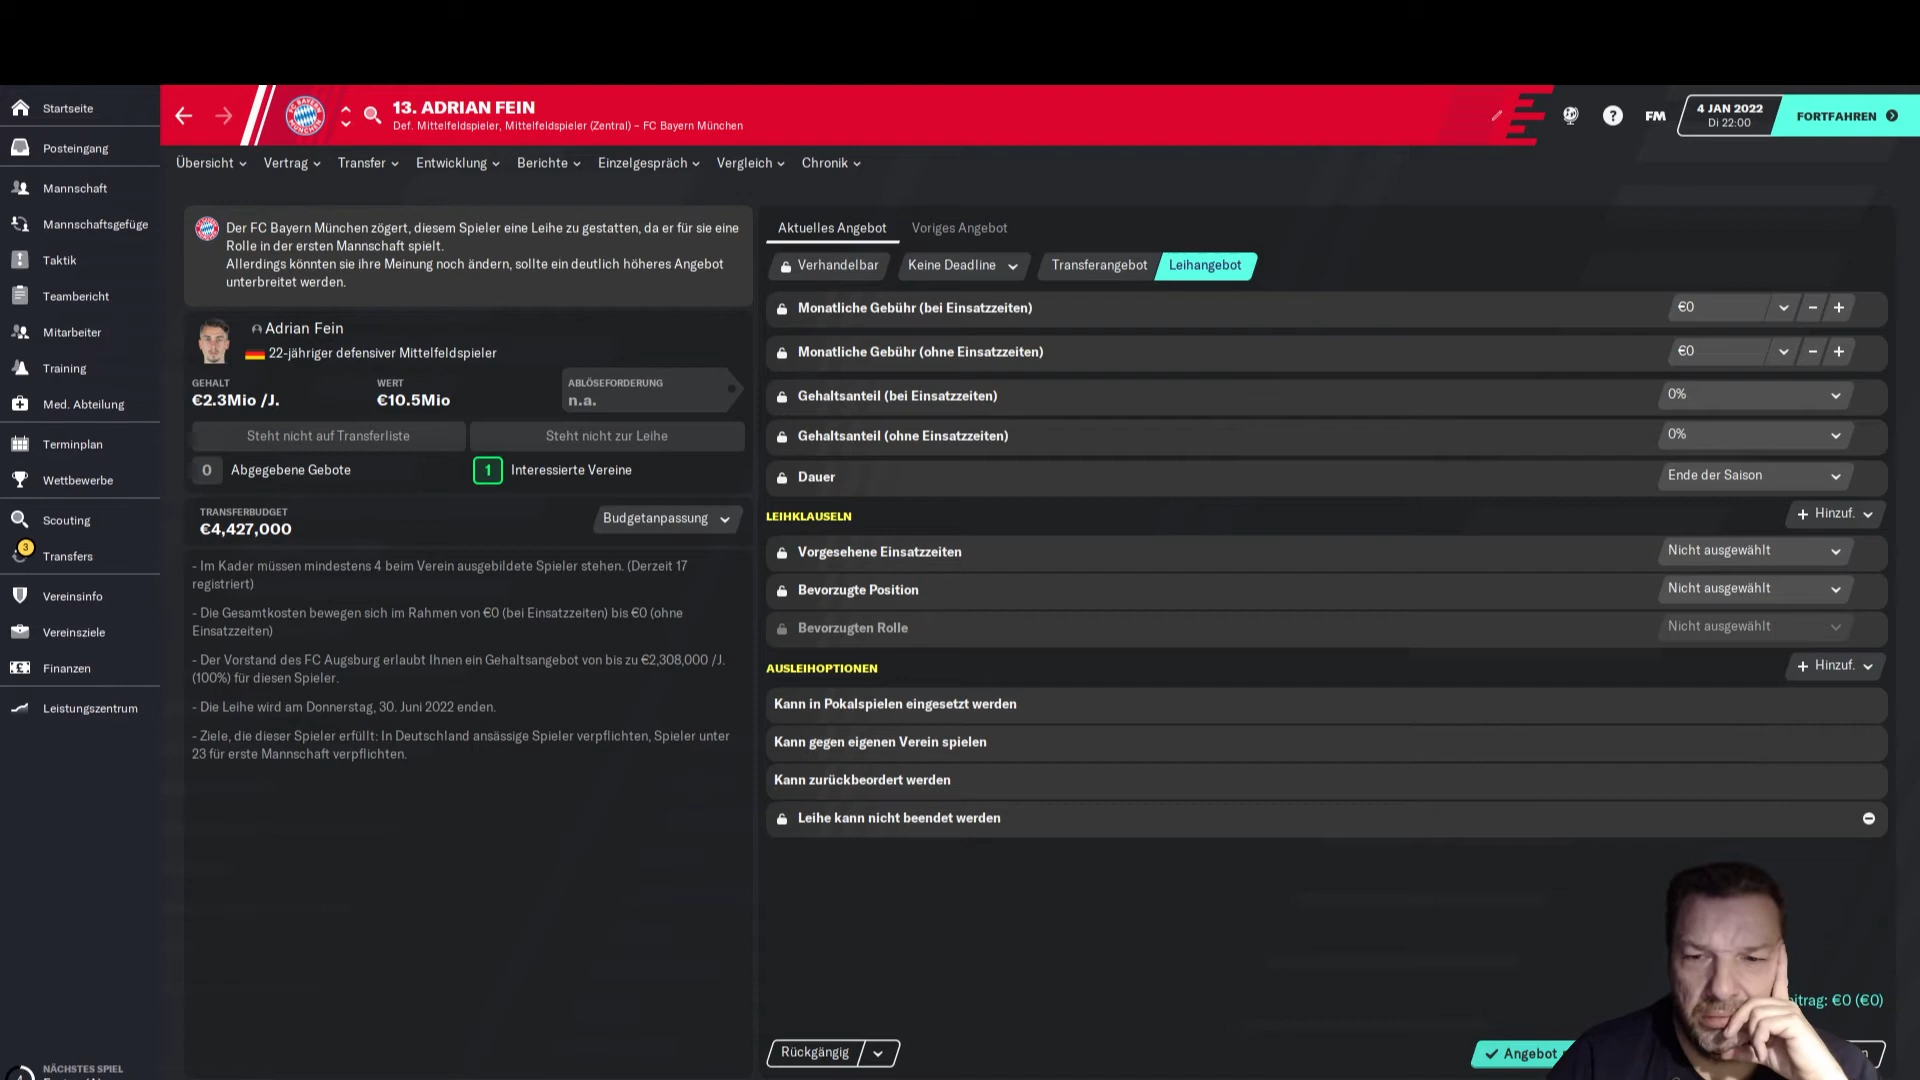 Startseite
Posteingang
Mannschaft
Mannschaftsgefüge
Taktik
Teambericht
Mitarbeiter
Training
Med. Abteilung
Terminplan
Wettbewerbe
Scouting
3
Transfers
Vereinsinfo
Vereinsziele
Finanzen
Leistungszentrum
NÄCHSTES SPIEL
13. ADRIAN FEIN
Def. Mittelfeldspieler, Mittelfeldspieler (Zentral) – FC Bayern München
?
FM
4 JAN 2022
Di 22:00
FORTFAHREN
Übersicht
Vertrag
Transfer
Entwicklung
Berichte
Einzelgespräch
Vergleich
Chronik
Der FC Bayern München zögert, diesem Spieler eine Leihe zu gestatten, da er für sie eine
Rolle in der ersten Mannschaft spielt.
Allerdings könnten sie ihre Meinung noch ändern, sollte ein deutlich höheres Angebot
unterbreitet werden.
Adrian Fein
22-jähriger defensiver Mittelfeldspieler
GEHALT
€2.3Mio /J.
WERT
€10.5Mio
ABLÖSEFORDERUNG
n.a.
Steht nicht auf Transferliste
Steht nicht zur Leihe
0 Abgegebene Gebote
1 Interessierte Vereine
TRANSFERBUDGET
€4,427,000
Budgetanpassung
- Im Kader müssen mindestens 4 beim Verein ausgebildete Spieler stehen. (Derzeit 17
registriert)
- Die Gesamtkosten bewegen sich im Rahmen von €0 (bei Einsatzzeiten) bis €0 (ohne
Einsatzzeiten)
- Der Vorstand des FC Augsburg erlaubt Ihnen ein Gehaltsangebot von bis zu €2,308,000 /J.
(100%) für diesen Spieler.
- Die Leihe wird am Donnerstag, 30. Juni 2022 enden.
- Ziele, die dieser Spieler erfüllt: In Deutschland ansässige Spieler verpflichten, Spieler unter
23 für erste Mannschaft verpflichten.
Aktuelles Angebot
Voriges Angebot
Verhandelbar
Keine Deadline
Transferangebot
Leihangebot
Monatliche Gebühr (bei Einsatzzeiten) €0
Monatliche Gebühr (ohne Einsatzzeiten) €0
Gehaltsanteil (bei Einsatzzeiten) 0%
Gehaltsanteil (ohne Einsatzzeiten) 0%
Dauer Ende der Saison
LEIHKLAUSELN
+ Hinzuf.
Vorgesehene Einsatzzeiten Nicht ausgewählt
Bevorzugte Position Nicht ausgewählt
Bevorzugten Rolle Nicht ausgewählt
AUSLEIHOPTIONEN
+ Hinzuf.
Kann in Pokalspielen eingesetzt werden
Kann gegen eigenen Verein spielen
Kann zurückbeordert werden
Leihe kann nicht beendet werden
itrag: €0 (€0)
Rückgängig
Angebot